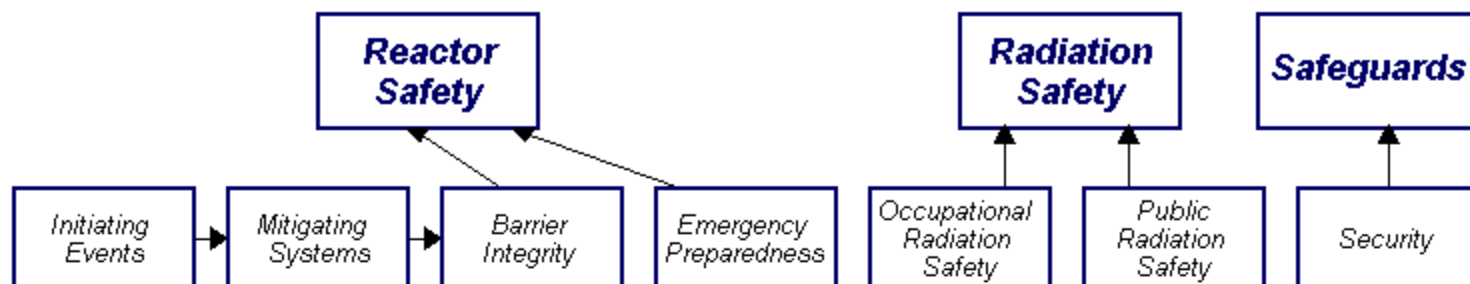 Reactor
Safety
Radiation
Safety
Safeguards
Initiating
Events
Mitigating
Systems
Barrier
Integrity
Emergency
Preparedness
Occupational
Radiation
Safety
Public
Radiation
Safety
Security